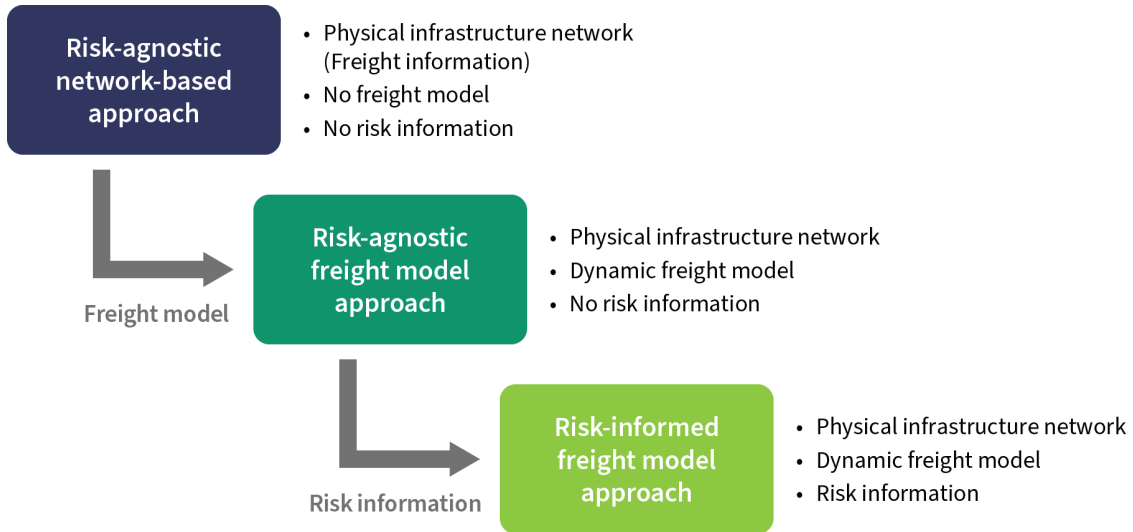 Risk-agnostic
network-based
approach
• Physical infrastructure network
(Freight information)
• No freight model
• No risk information
Freight model
Risk-agnostic
freight model
approach
• Physical infrastructure network
• Dynamic freight model
• No risk information
Risk information
Risk-informed
freight model
approach
• Physical infrastructure network
• Dynamic freight model
• Risk information